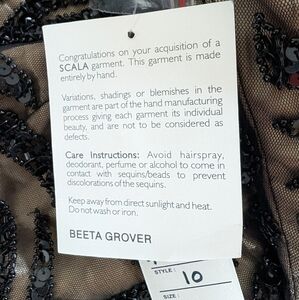 Congratulations on your acquisition of a
SCALA garment. This garment is made
entirely by hand.
Variations, shadings or blemishes in the
garment are part of the hand manufacturing
process giving each garment its individual
beauty, and are not to be considered as
defects.
Care Instructions: Avoid hairspray,
deodorant, perfume or alcohol to come in
contact with sequins/beads to prevent
discolorations of the sequins.
Keep away from direct sunlight and heat.
Do not wash or iron.
BEETA GROVER
STYLE:
10
SIZE: